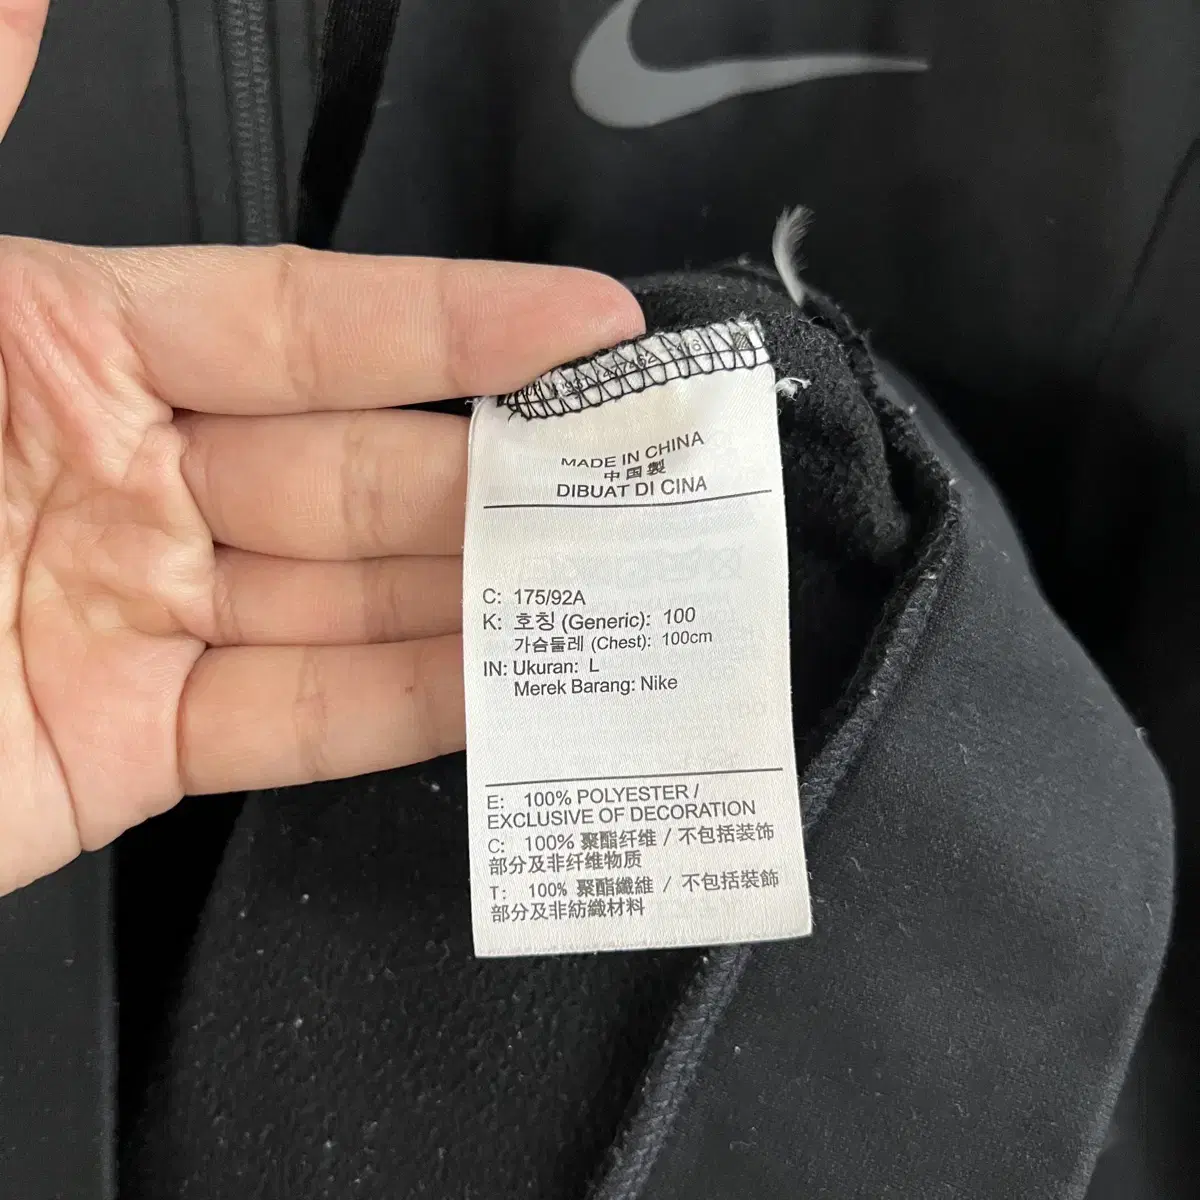 MADE IN CHINA
中国製
DIBUAT DI CINA
C: 175/92A
K: 호칭 (Generic): 100
가슴둘레 (Chest): 100cm
IN: Ukuran: L
Merek Barang: Nike
E: 100% POLYESTER /
EXCLUSIVE OF DECORATION
C: 100% 聚酯纤维 / 不包括装饰
部分及非纤维物质
T: 100% 聚酯纖維 / 不包括裝飾
部分及非紡織材料